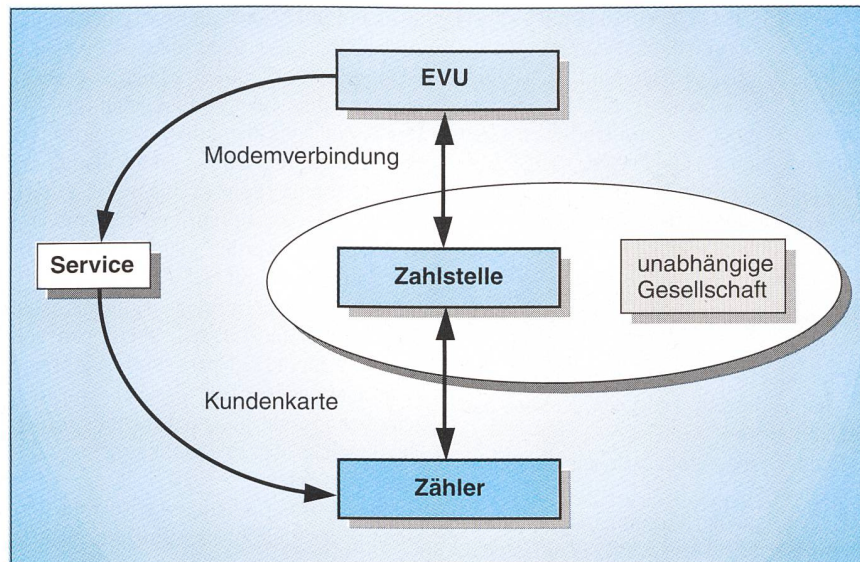 EVU
Modemverbindung
Service
Zahlstelle
unabhängige
Gesellschaft
Kundenkarte
Zähler